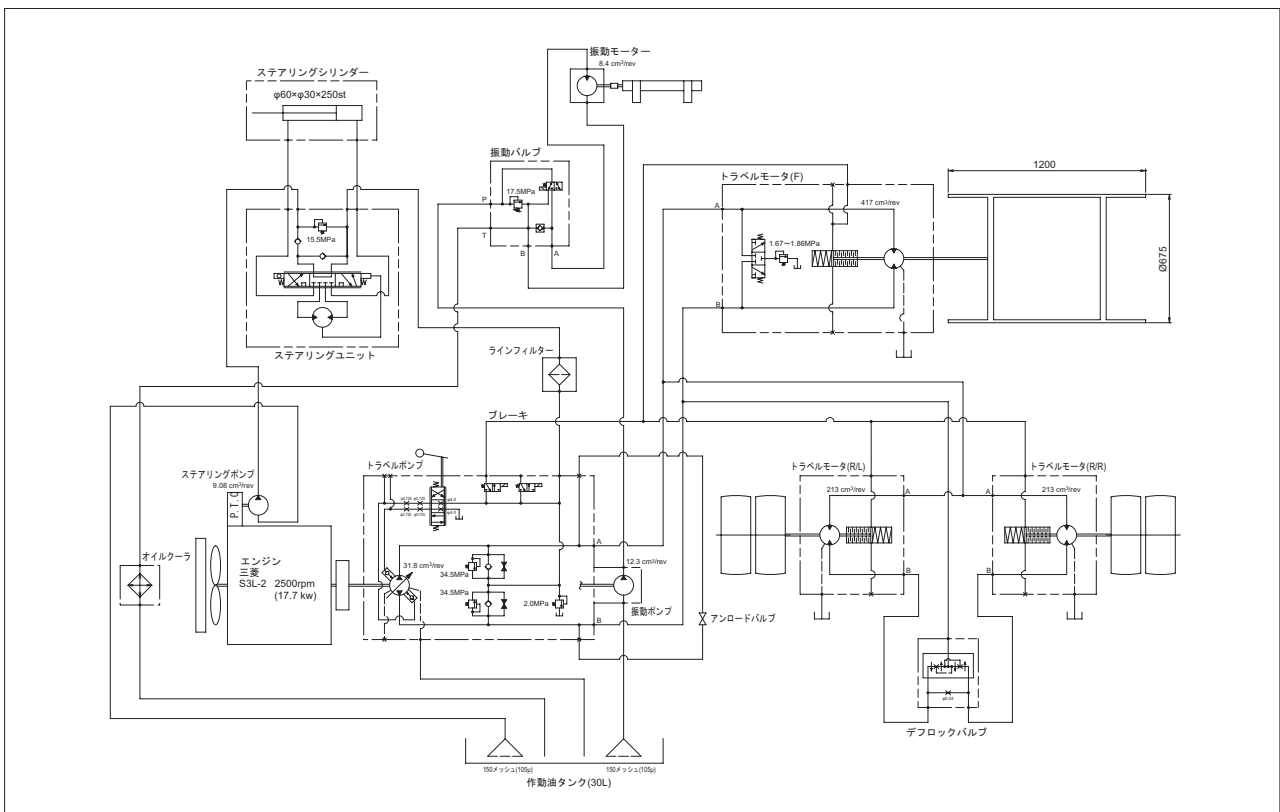 振動モーター
8.4 cm³/rev
ステアリングシリンダー
φ60×φ30×250st
振動バルブ
17.5MPa
P
T
B
A
トラベルモータ(F)
1200
A
417 cm³/rev
15.5MPa
1.67～1.86MPa
Ø675
B
ステアリングユニット
ラインフィルター
ブレーキ
トラベルポンプ
ステアリングポンプ
9.08 cm³/rev
P.T.O
トラベルモータ(R/L)
トラベルモータ(R/R)
213 cm³/rev
A
A
213 cm³/rev
φ0.725
φ0.725
φ0.725
φ0.725
A
オイルクーラ
エンジン
三菱
S3L-2 2500rpm
(17.7 kw)
31.8 cm³/rev
34.5MPa
34.5MPa
2.0MPa
12.3 cm³/rev
振動ポンプ
B
アンロードバルブ
B
B
デフロックバルブ
150メッシュ(105μ)
150メッシュ(105μ)
作動油タンク(30L)